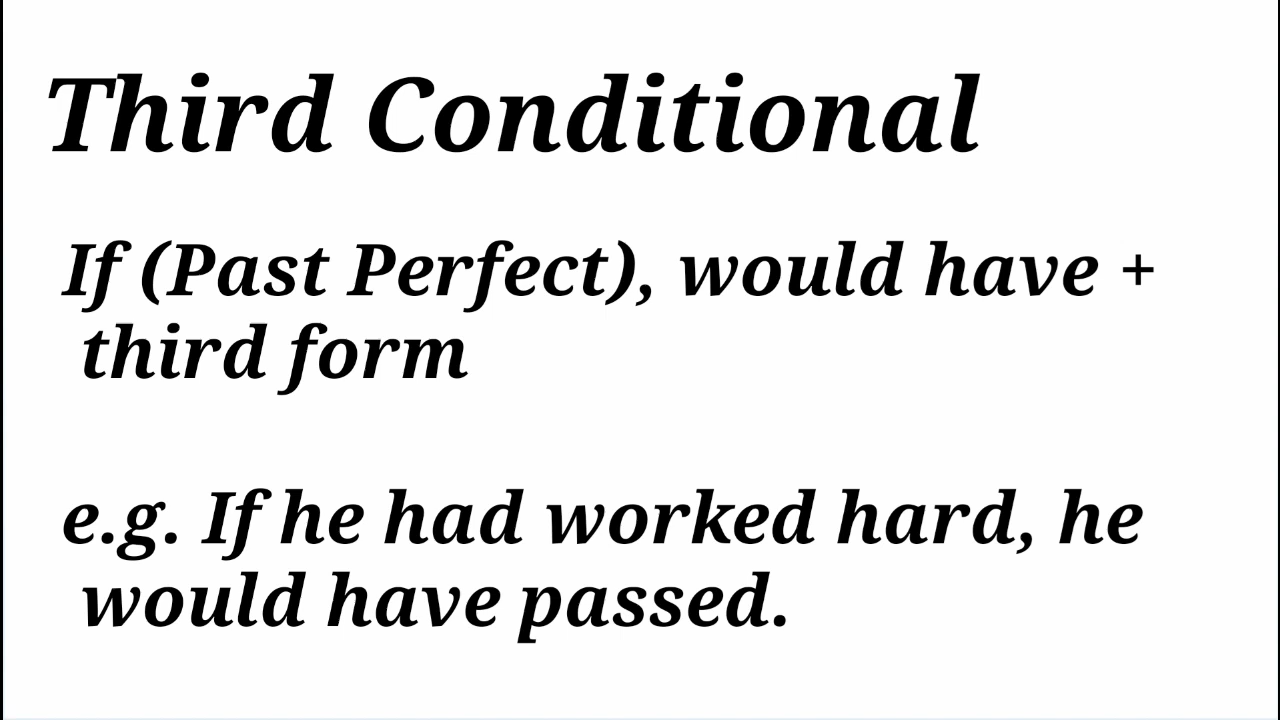 Third Conditional
If (Past Perfect), would have +
third form
e.g. If he had worked hard, he
would have passed.